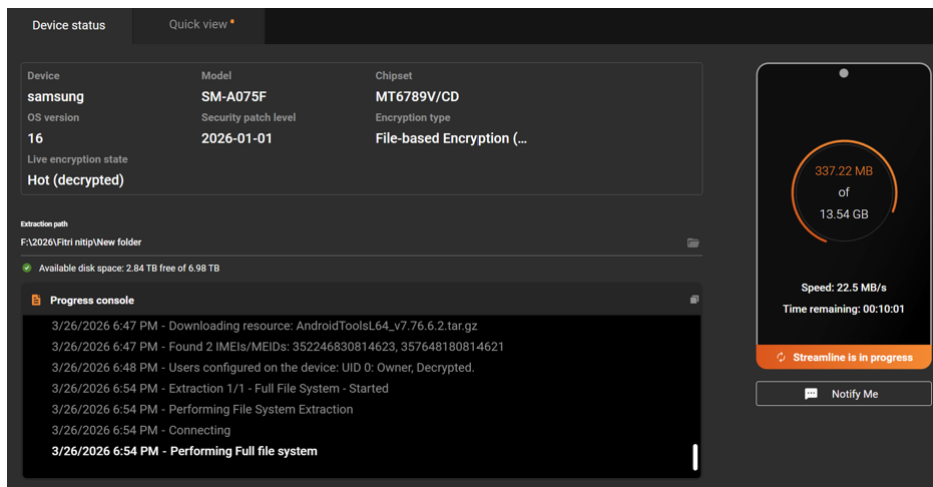 Device status
Quick view
Device Model Chipset
samsung SM-A075F MT6789V/CD
OS version Security patch level Encryption type
16 2026-01-01 File-based Encryption (...
Live encryption state
Hot (decrypted)
Extraction path
F:\2026\Fitri nitip\New folder
Available disk space: 2.84 TB free of 6.98 TB
Progress console
3/26/2026 6:47 PM - Downloading resource: AndroidToolsL64_v7.76.6.2.tar.gz
3/26/2026 6:47 PM - Found 2 IMEIs/MEIDs: 352246830814623, 357648180814621
3/26/2026 6:48 PM - Users configured on the device: UID 0: Owner, Decrypted.
3/26/2026 6:54 PM - Extraction 1/1 - Full File System - Started
3/26/2026 6:54 PM - Performing File System Extraction
3/26/2026 6:54 PM - Connecting
3/26/2026 6:54 PM - Performing Full file system
337.22 MB
of
13.54 GB
Speed: 22.5 MB/s
Time remaining: 00:10:01
Streamline is in progress
Notify Me